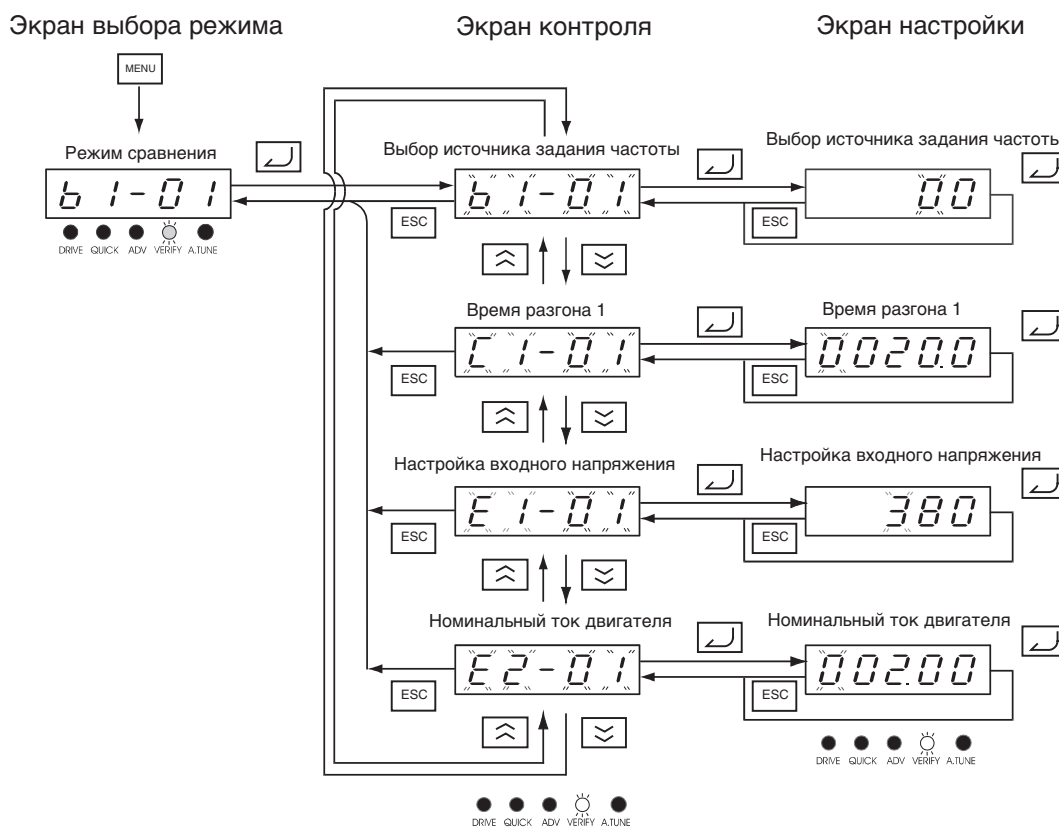 Экран выбора режима
Экран контроля
Экран настройки
MENU
Режим сравнения
b1-01
DRIVE QUICK ADV VERIFY A.TUNE
Выбор источника задания частоты
b1-01
ESC
Выбор источника задания частоты
00
ESC
Время разгона 1
C1-01
ESC
Время разгона 1
0020.0
ESC
Настройка входного напряжения
E1-01
ESC
Настройка входного напряжения
380
ESC
Номинальный ток двигателя
E2-01
ESC
Номинальный ток двигателя
002.00
ESC
DRIVE QUICK ADV VERIFY A.TUNE
DRIVE QUICK ADV VERIFY A.TUNE